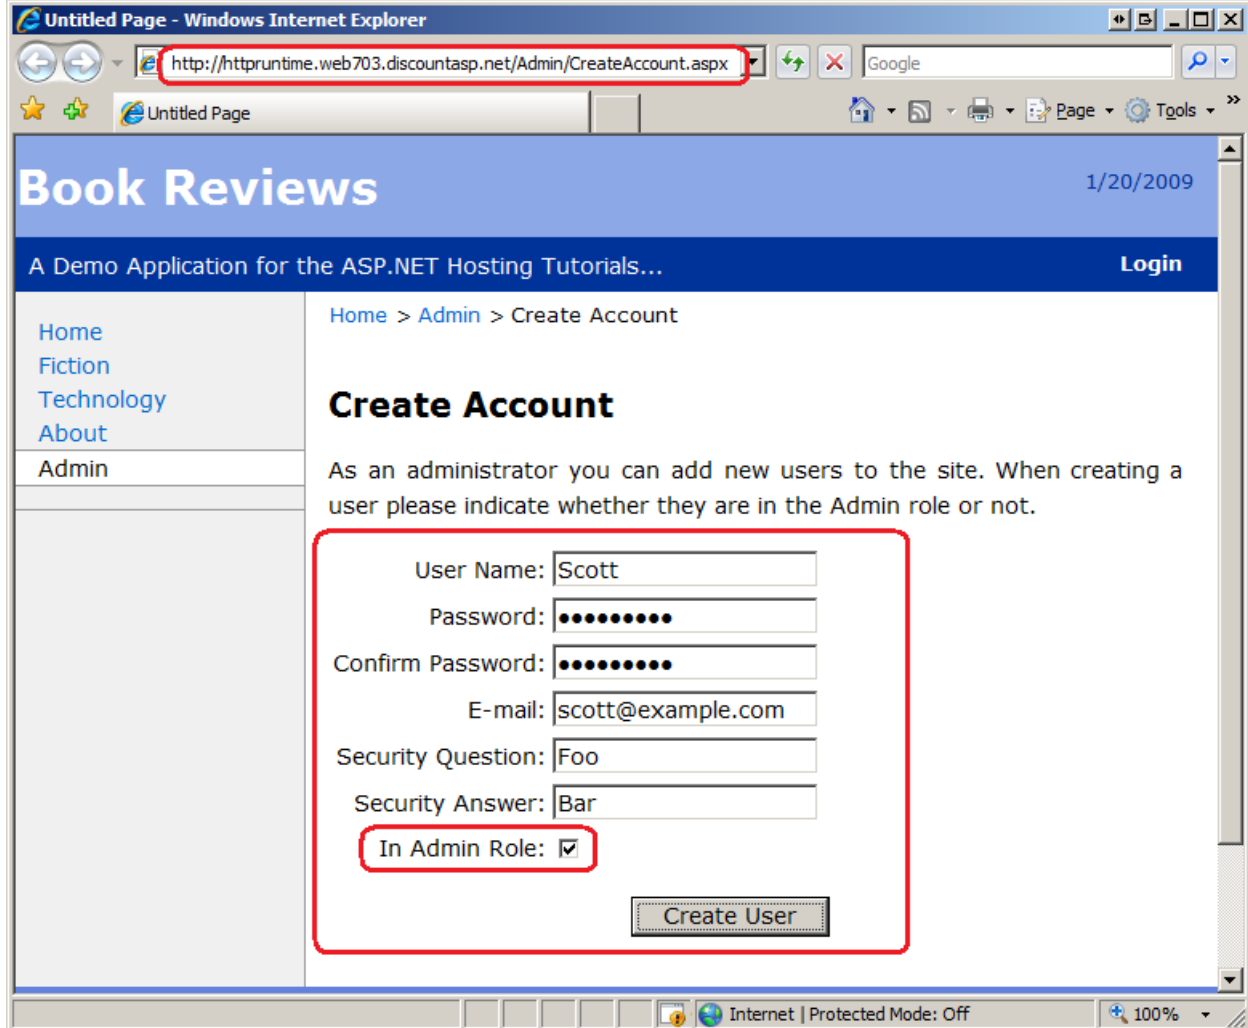 Untitled Page - Windows Internet Explorer
http://httpruntime.web703.discountasp.net/Admin/CreateAccount.aspx
Google
Untitled Page
Page
Tools
Book Reviews
1/20/2009
A Demo Application for the ASP.NET Hosting Tutorials...
Login
Home
Fiction
Technology
About
Admin
Home > Admin > Create Account
Create Account
As an administrator you can add new users to the site. When creating a
user please indicate whether they are in the Admin role or not.
User Name: Scott
Password: •••••••••
Confirm Password: •••••••••
E-mail: scott@example.com
Security Question: Foo
Security Answer: Bar
In Admin Role:
Create User
Internet | Protected Mode: Off
100%